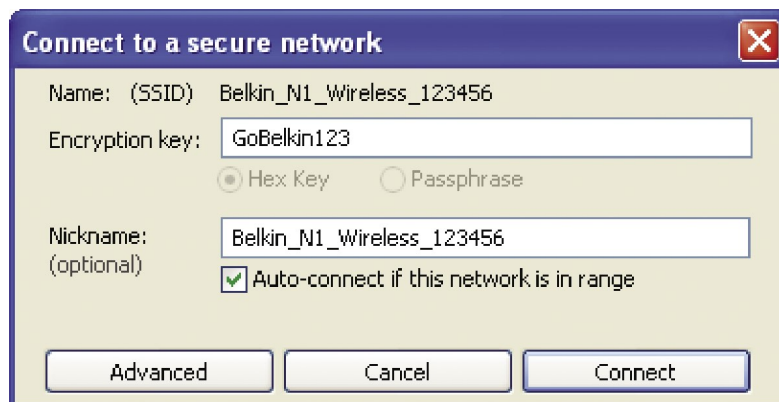 Connect to a secure network
Name: (SSID) Belkin_N1_Wireless_123456
Encryption key: GoBelkin123
Hex Key Passphrase
Nickname: Belkin_N1_Wireless_123456
(optional)
Auto-connect if this network is in range
Advanced Cancel Connect